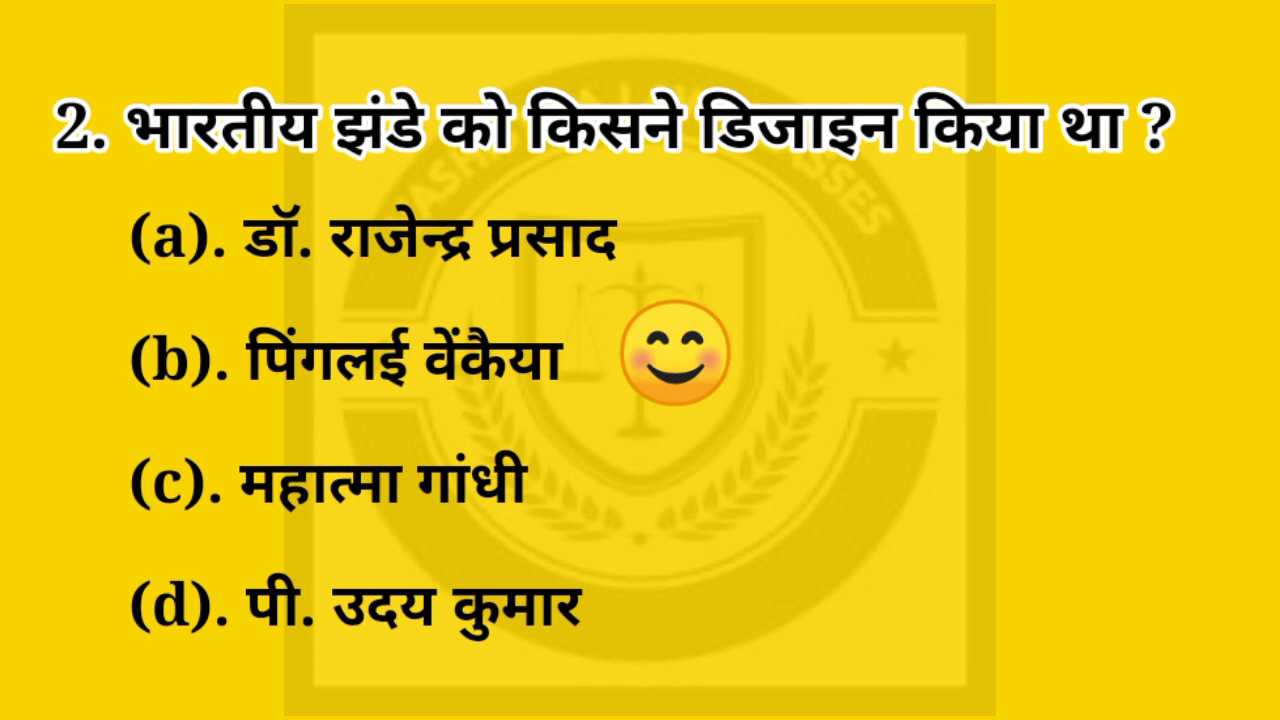 2. भारतीय झंडे को किसने डिजाइन किया था ?
(a). डॉ. राजेन्द्र प्रसाद
(b). पिंगलई वेंकैया
(c). महात्मा गांधी
(d). पी. उदय कुमार